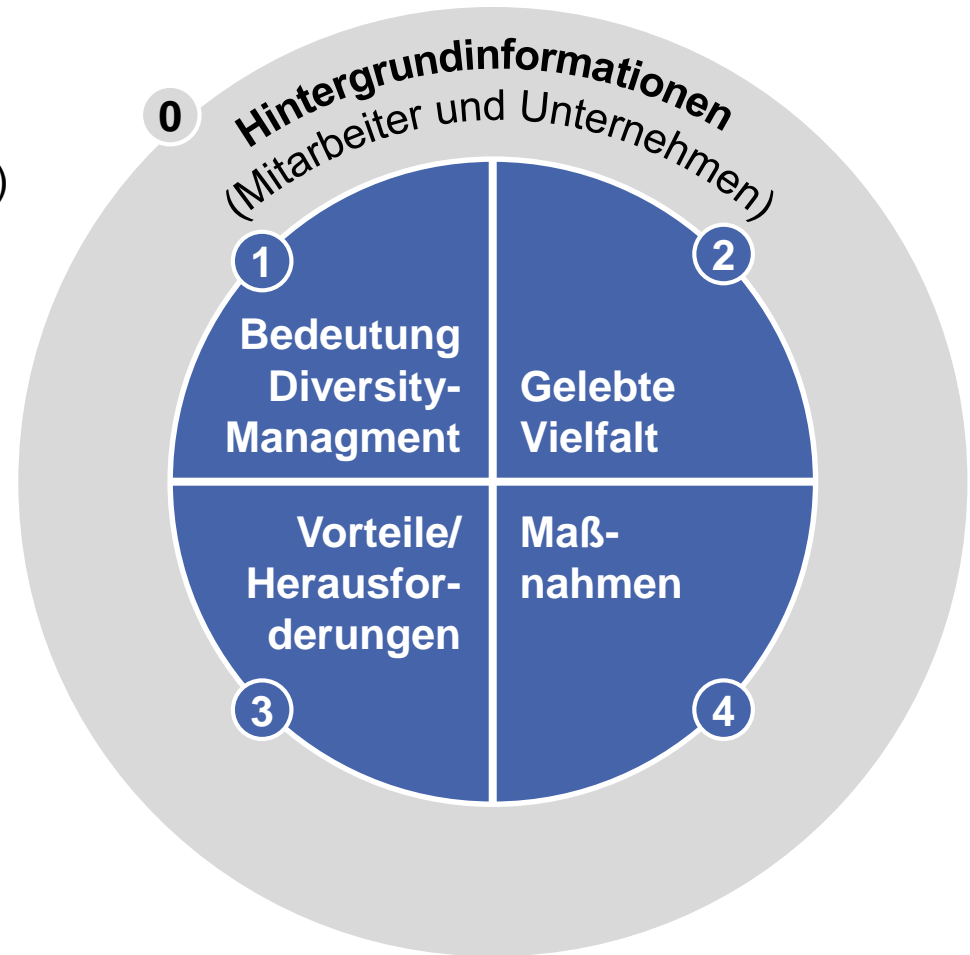 0
Hintergrundinformationen
(Mitarbeiter und Unternehmen)
)
1
Bedeutung
Diversity-
Managment
2
Gelebte
Vielfalt
Vorteile/
Herausfor-
derungen
3
Maß-
nahmen
4